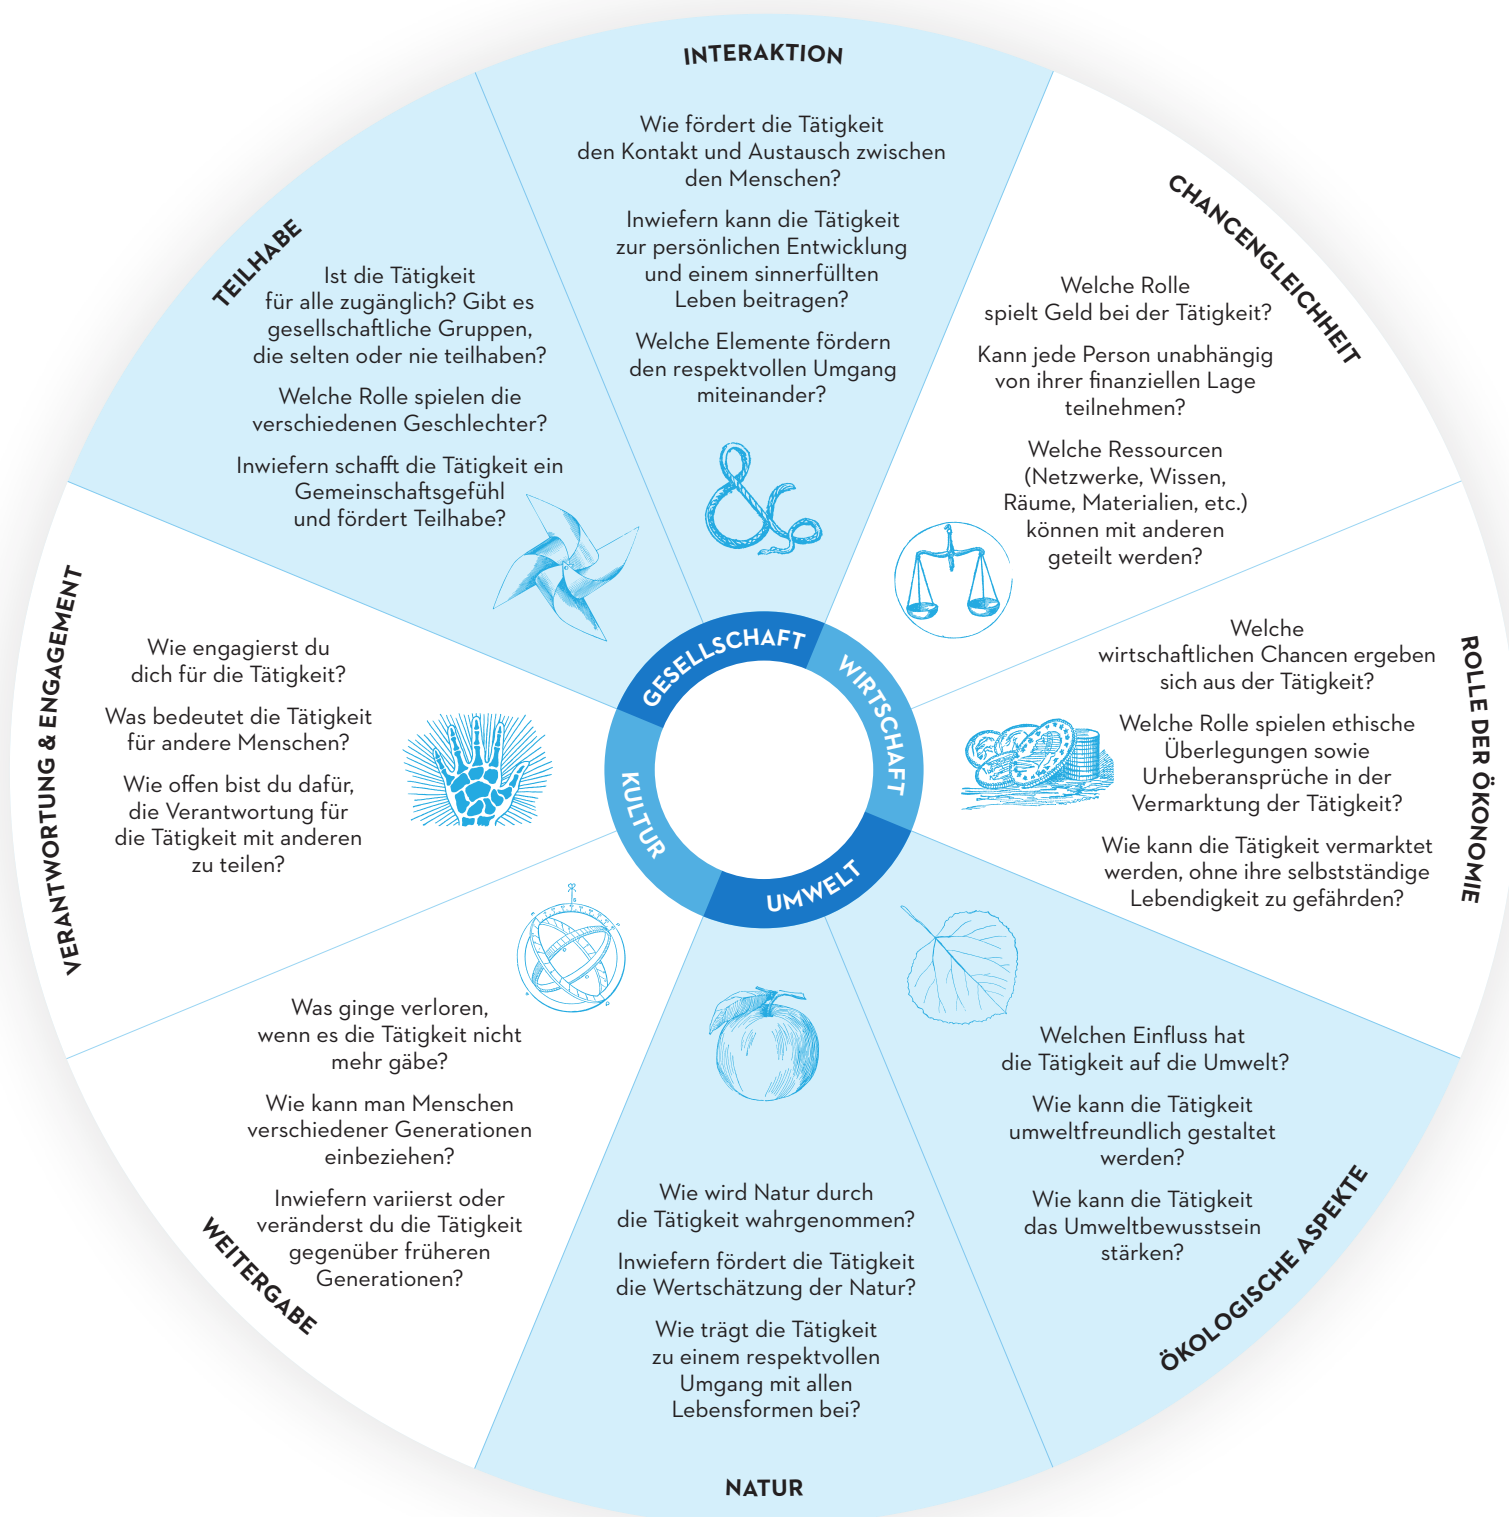 INTERAKTION
Wie fördert die Tätigkeit
den Kontakt und Austausch zwischen
den Menschen?
Inwiefern kann die Tätigkeit
zur persönlichen Entwicklung
und einem sinnerfüllten
Leben beitragen?
Welche Elemente fördern
den respektvollen Umgang
miteinander?
CHANCENGLEICHHEIT
Welche Rolle
spielt Geld bei der Tätigkeit?
Kann jede Person unabhängig
von ihrer finanziellen Lage
teilnehmen?
Welche Ressourcen
(Netzwerke, Wissen,
Räume, Materialien, etc.)
können mit anderen
geteilt werden?
ROLLE DER ÖKONOMIE
Welche
wirtschaftlichen Chancen ergeben
sich aus der Tätigkeit?
Welche Rolle spielen ethische
Überlegungen sowie
Urheberansprüche in der
Vermarktung der Tätigkeit?
Wie kann die Tätigkeit vermarktet
werden, ohne ihre selbstständige
Lebendigkeit zu gefährden?
ÖKOLOGISCHE ASPEKTE
Welchen Einfluss hat
die Tätigkeit auf die Umwelt?
Wie kann die Tätigkeit
umweltfreundlich gestaltet
werden?
Wie kann die Tätigkeit
das Umweltbewusstsein
stärken?
NATUR
Wie wird Natur durch
die Tätigkeit wahrgenommen?
Inwiefern fördert die Tätigkeit
die Wertschätzung der Natur?
Wie trägt die Tätigkeit
zu einem respektvollen
Umgang mit allen
Lebensformen bei?
WEITERGABE
Was ginge verloren,
wenn es die Tätigkeit nicht
mehr gäbe?
Wie kann man Menschen
verschiedener Generationen
einbeziehen?
Inwiefern variierst oder
veränderst du die Tätigkeit
gegenüber früheren
Generationen?
VERANTWORTUNG & ENGAGEMENT
Wie engagierst du
dich für die Tätigkeit?
Was bedeutet die Tätigkeit
für andere Menschen?
Wie offen bist du dafür,
die Verantwortung für
die Tätigkeit mit anderen
zu teilen?
TEILHABE
Ist die Tätigkeit
für alle zugänglich? Gibt es
gesellschaftliche Gruppen,
die selten oder nie teilhaben?
Welche Rolle spielen die
verschiedenen Geschlechter?
Inwiefern schafft die Tätigkeit ein
Gemeinschaftsgefühl
und fördert Teilhabe?
&
GESELLSCHAFT
WIRTSCHAFT
UMWELT
KULTUR